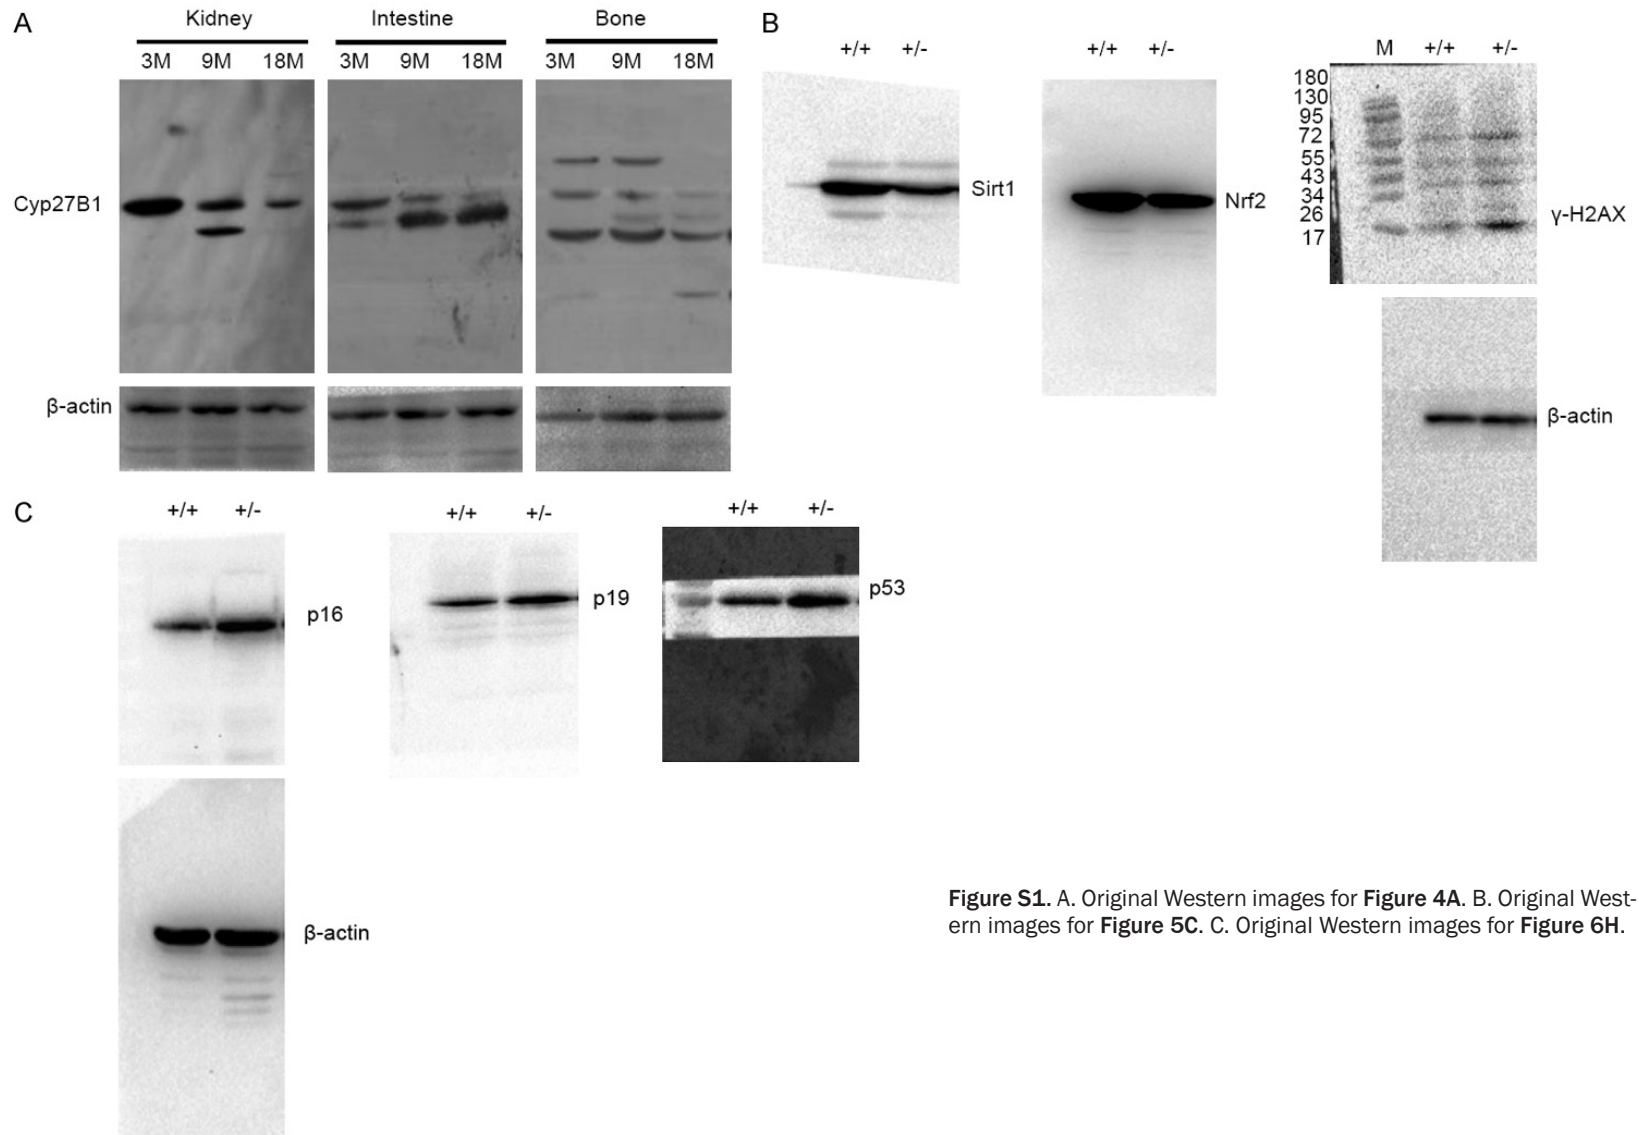 A
Kidney Intestine Bone
3M 9M 18M 3M 9M 18M 3M 9M 18M
Cyp27B1
β-actin
B
+/+ +/-
Sirt1
+/+ +/-
Nrf2
M +/+ +/-
180
130
95
72
55
43
34
26
17
γ-H2AX
β-actin
C
+/+ +/-
p16
β-actin
+/+ +/-
p19
+/+ +/-
p53
Figure S1. A. Original Western images for Figure 4A. B. Original West-
ern images for Figure 5C. C. Original Western images for Figure 6H.